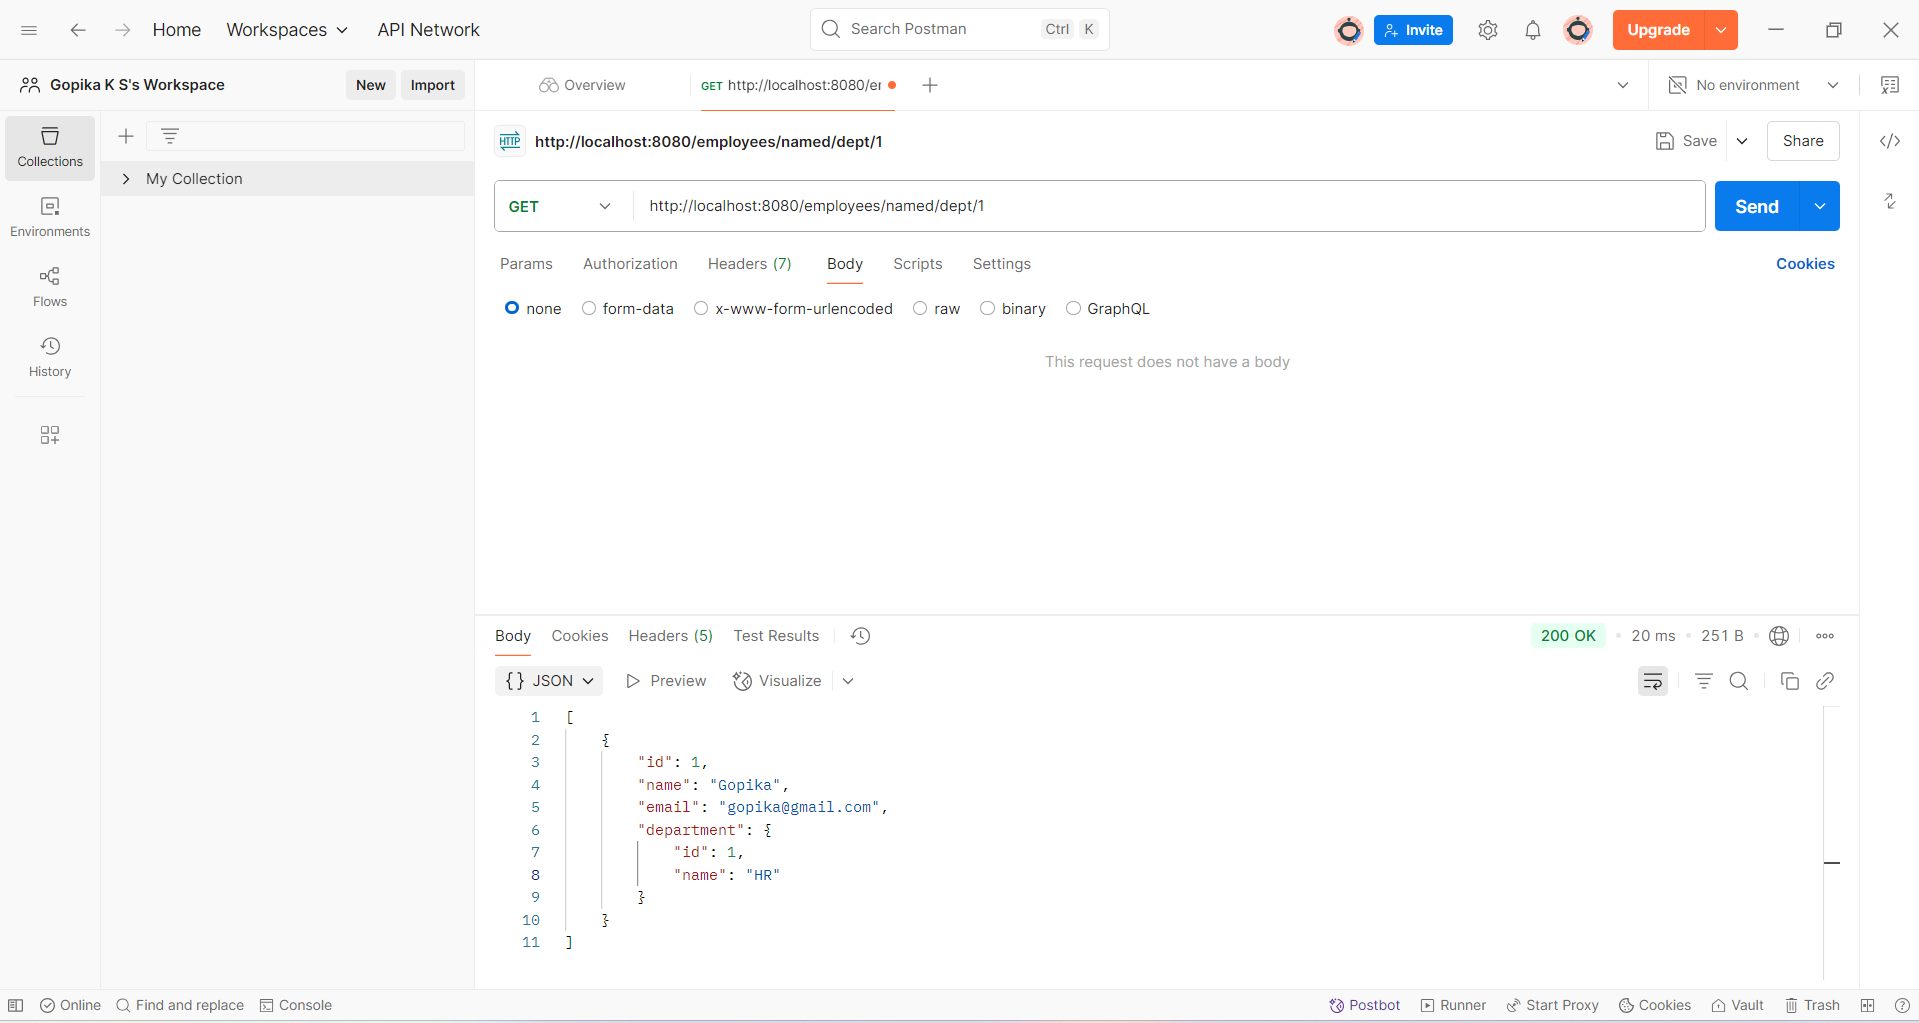 Home Workspaces API Network Search Postman Ctrl K Invite Upgrade
Gopika K S's Workspace New Import Overview GET http://localhost:8080/er No environment
Collections
My Collection
Environments
Flows
History
HTTP http://localhost:8080/employees/named/dept/1 Save Share
GET http://localhost:8080/employees/named/dept/1 Send
Params Authorization Headers (7) Body Scripts Settings Cookies
none form-data x-www-form-urlencoded raw binary GraphQL
This request does not have a body
Body Cookies Headers (5) Test Results 200 OK 20 ms 251 B
{} JSON Preview Visualize
1 [
2 {
3 "id": 1,
4 "name": "Gopika",
5 "email": "gopika@gmail.com",
6 "department": {
7 "id": 1,
8 "name": "HR"
9 }
10 }
11 ]
Online Find and replace Console Postbot Runner Start Proxy Cookies Vault Trash